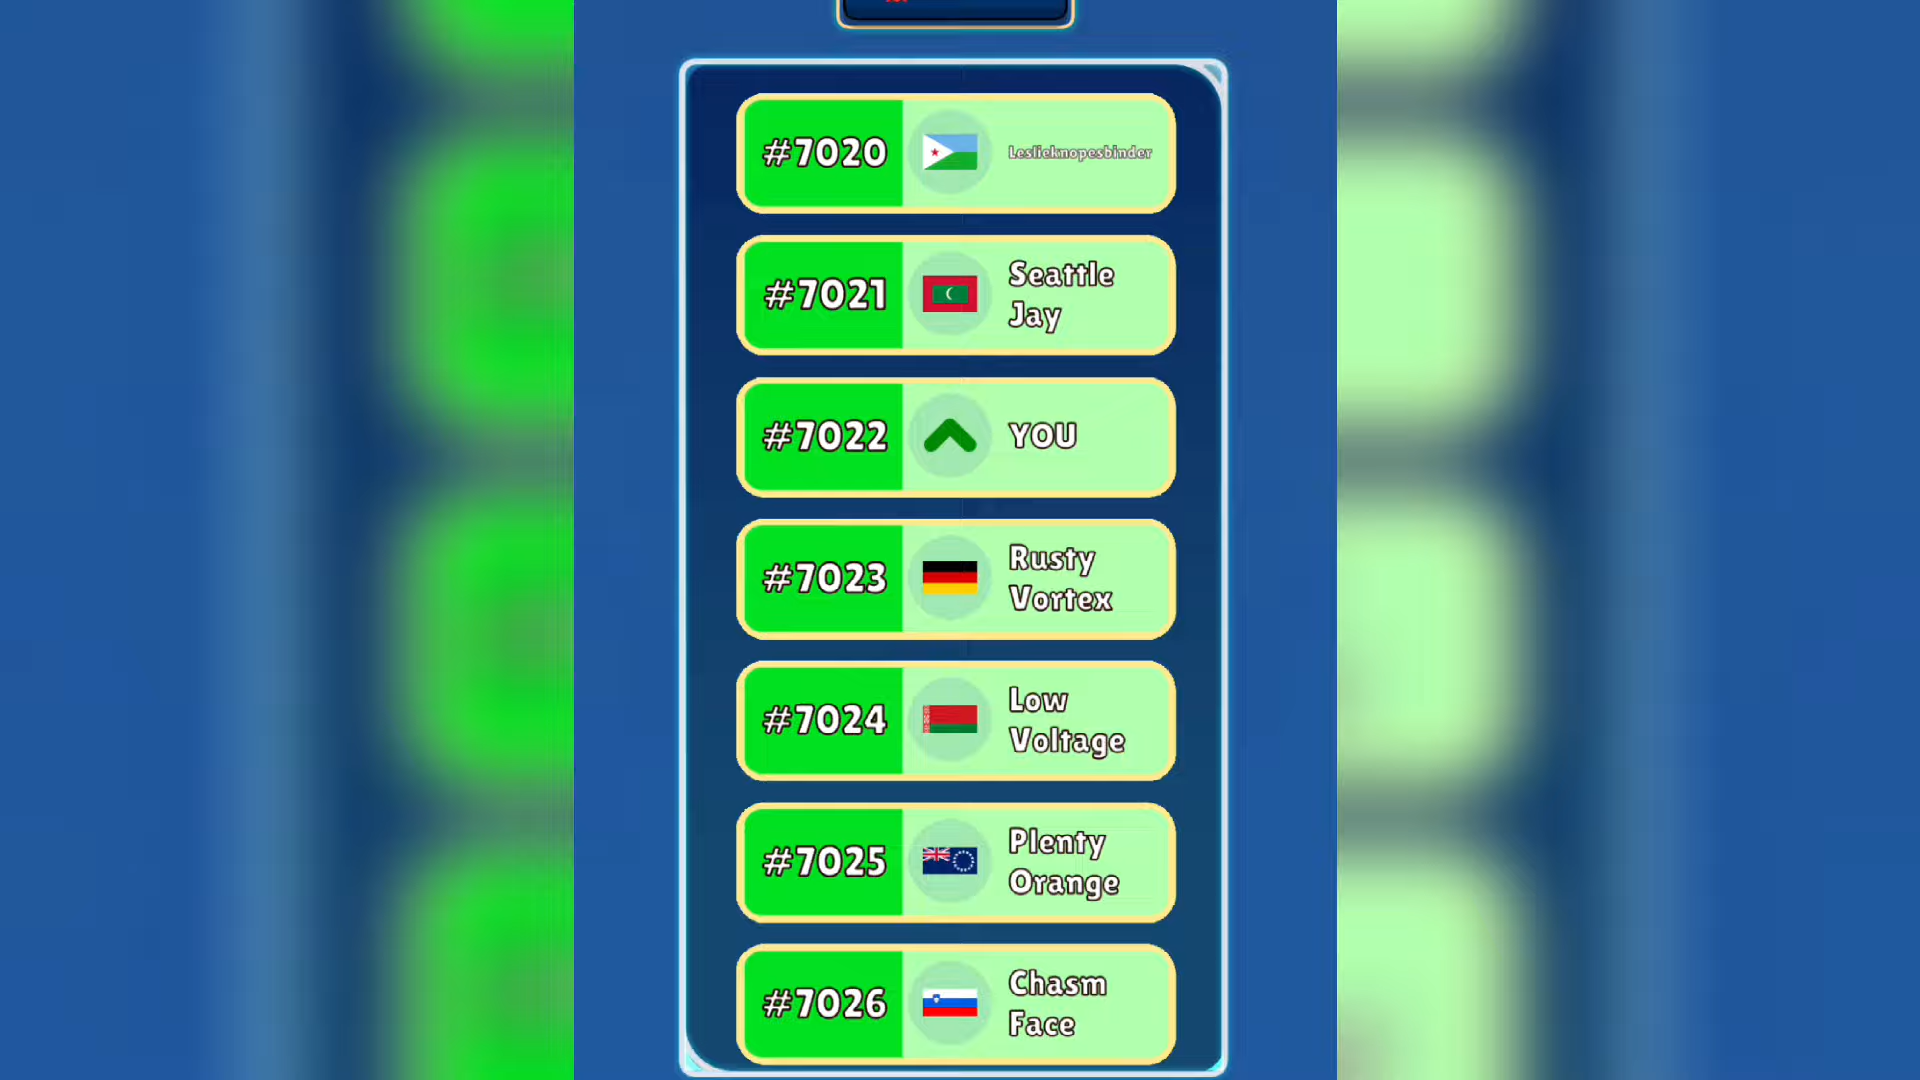 #7020
Leslieknopesbinder
#7021
Seattle
Jay
#7022
YOU
#7023
Rusty
Vortex
#7024
Low
Voltage
#7025
Plenty
Orange
#7026
Chasm
Face